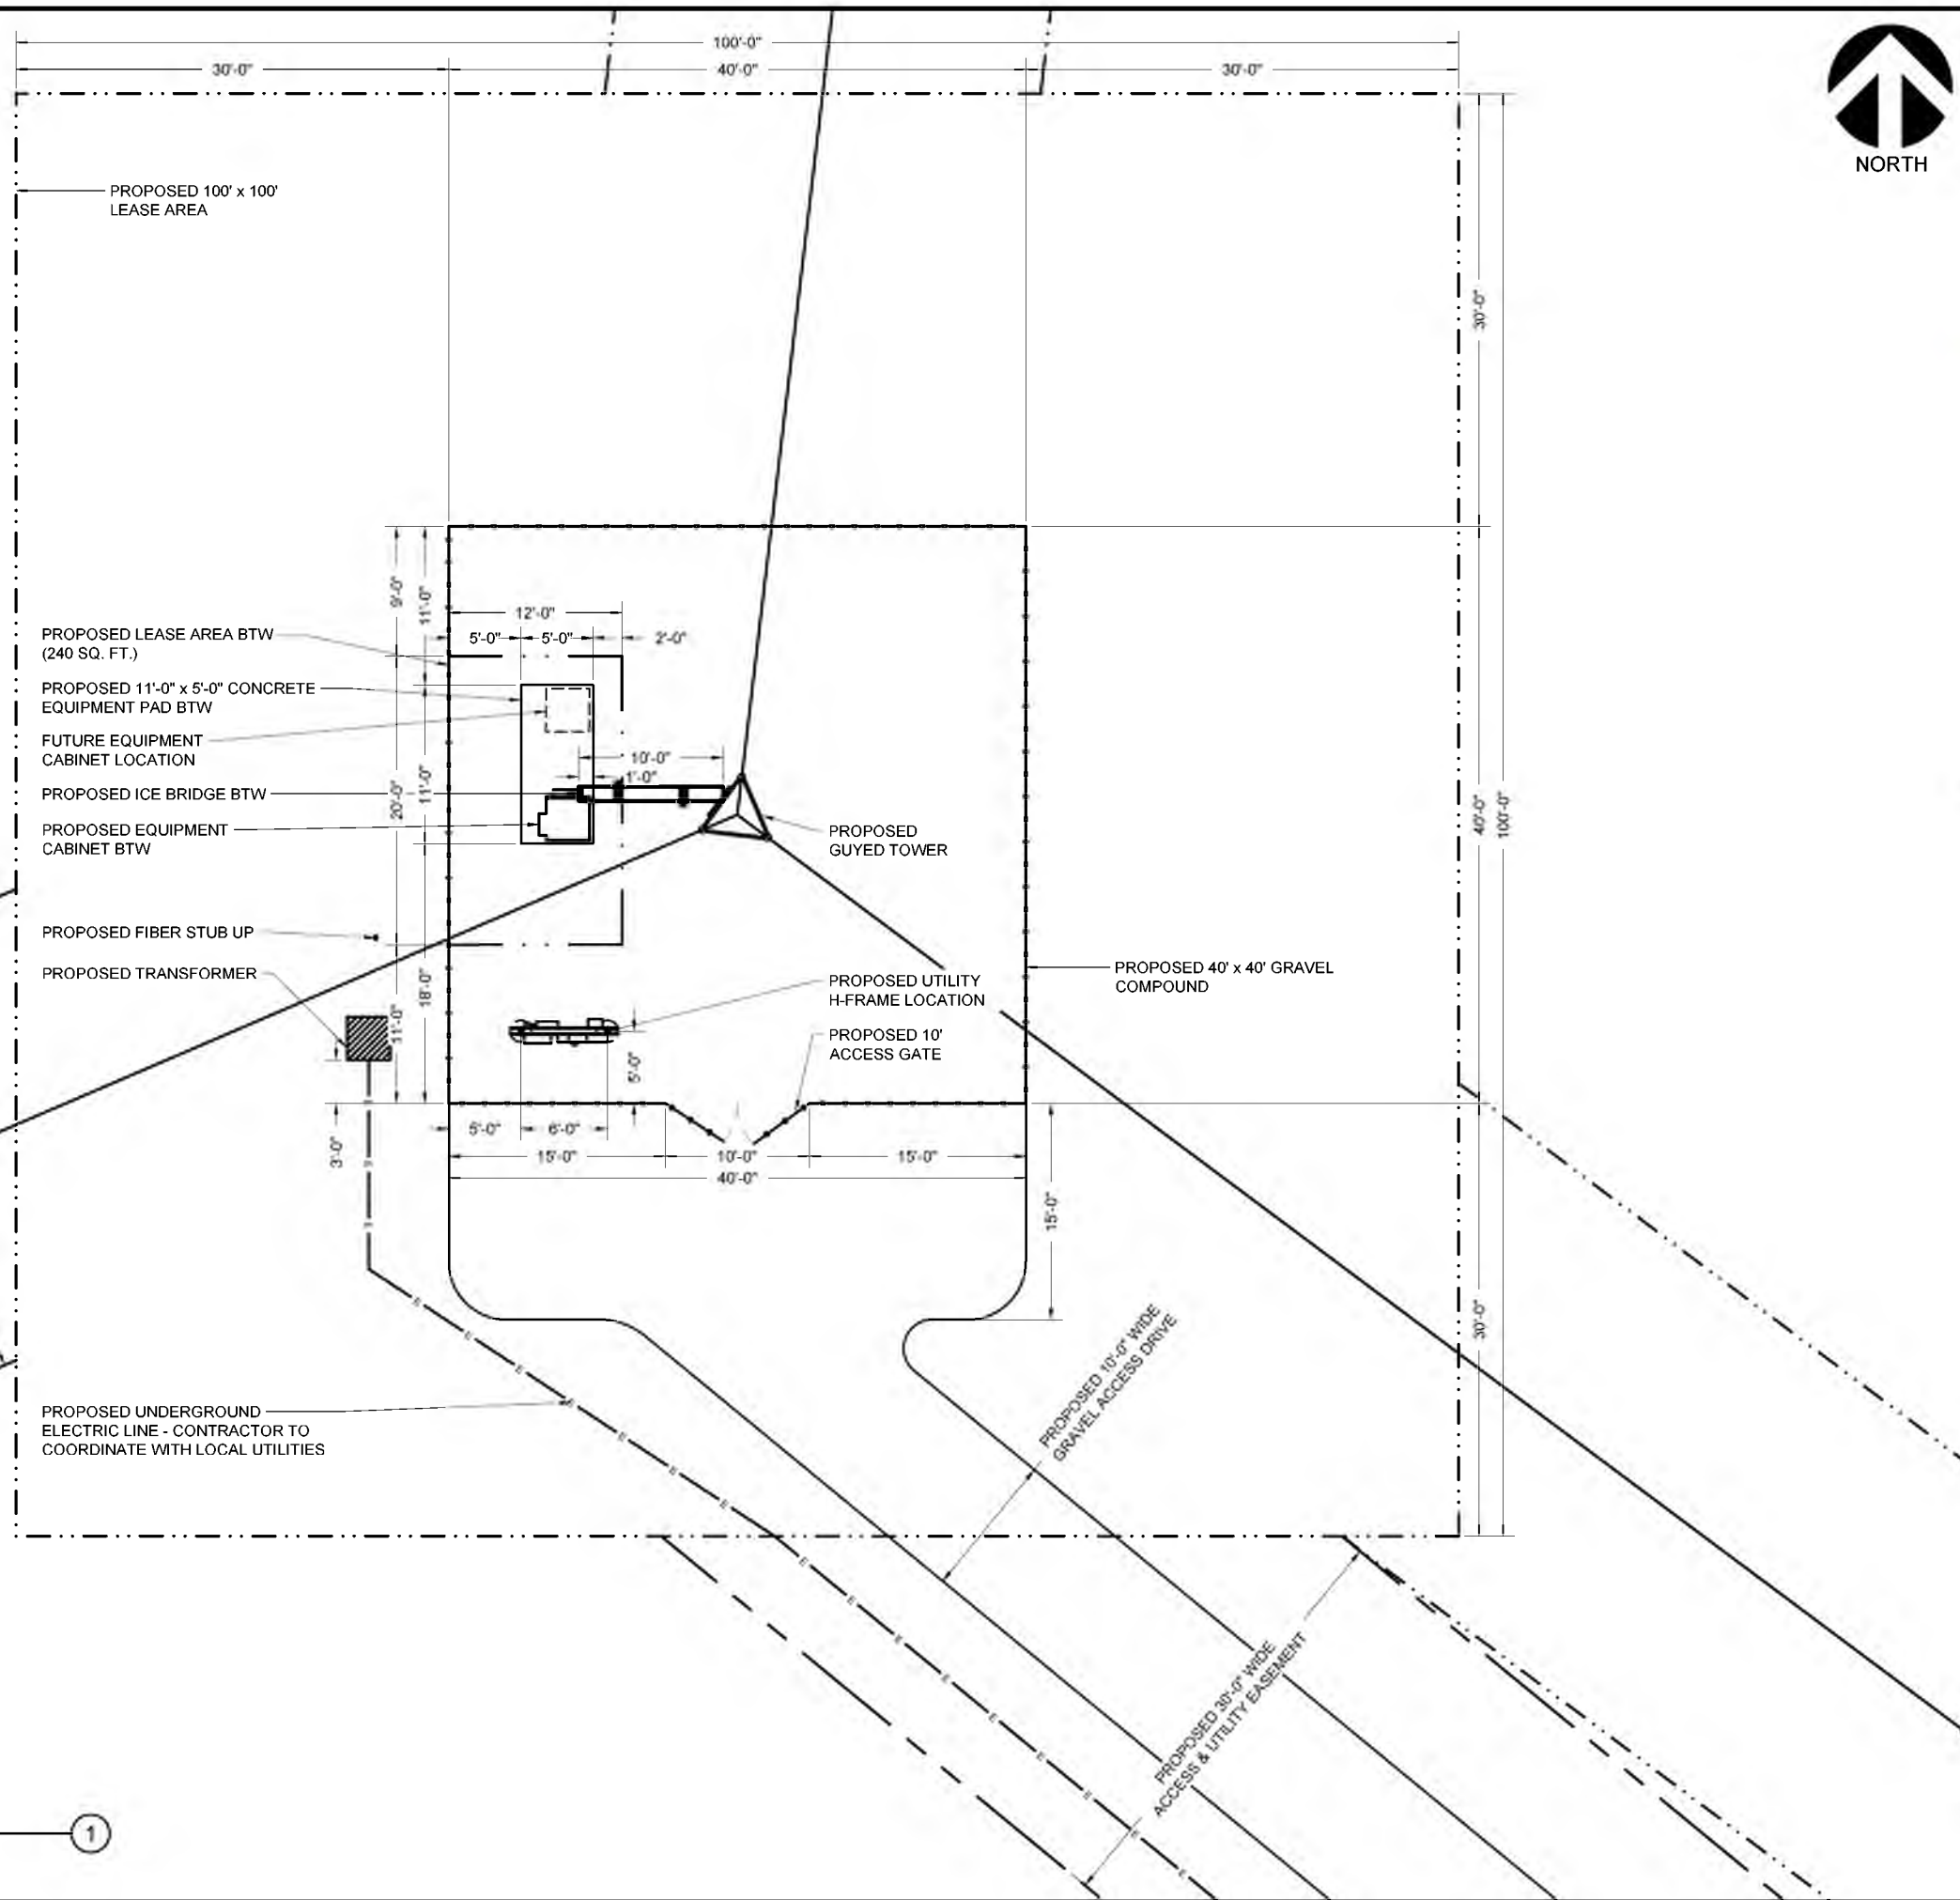 100'-0"
30'-0"
40'-0"
30'-0"
NORTH
PROPOSED 100' x 100'
LEASE AREA
30'-0"
9'-0"
11'-0"
12'-0"
5'-0"
5'-0"
2'-0"
PROPOSED LEASE AREA BTW
(240 SQ. FT.)
PROPOSED 11'-0" x 5'-0" CONCRETE
EQUIPMENT PAD BTW
FUTURE EQUIPMENT
CABINET LOCATION
PROPOSED ICE BRIDGE BTW
PROPOSED EQUIPMENT
CABINET BTW
20'-0"
11'-0"
10'-0"
1'-0"
PROPOSED
GUYED TOWER
40'-0"
100'-0"
PROPOSED FIBER STUB UP
PROPOSED TRANSFORMER
11'-0"
18'-0"
PROPOSED UTILITY
H-FRAME LOCATION
PROPOSED 10'
ACCESS GATE
PROPOSED 40' x 40' GRAVEL
COMPOUND
5'-0"
3'-0"
5'-0"
6'-0"
15'-0"
10'-0"
15'-0"
40'-0"
15'-0"
30'-0"
PROPOSED 10'-0" WIDE
GRAVEL ACCESS DRIVE
PROPOSED UNDERGROUND
ELECTRIC LINE - CONTRACTOR TO
COORDINATE WITH LOCAL UTILITIES
PROPOSED 30'-0" WIDE
ACCESS & UTILITY EASEMENT
1